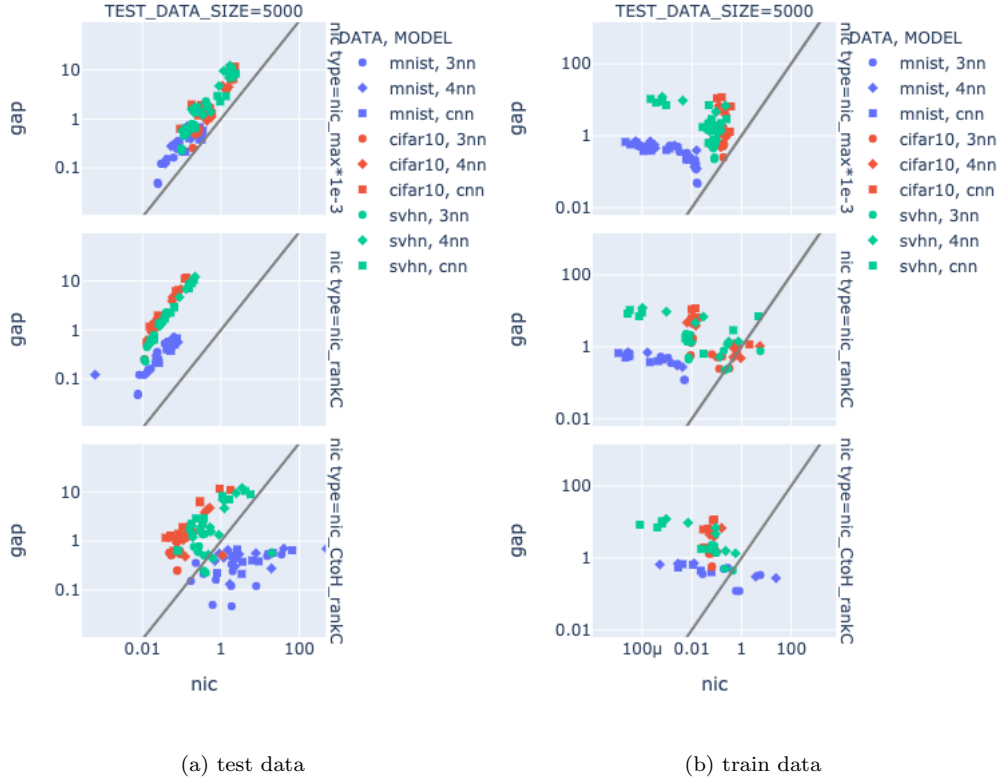 TEST_DATA_SIZE=5000
10
1
0.1
gap
nic type=nic_max*1e-3
10
1
0.1
gap
nic type=nic_rankC
10
1
0.1
gap
nic type=nic_CtoH_rankC
0.01
1
100
nic
DATA, MODEL
mnist, 3nn
mnist, 4nn
mnist, cnn
cifar10, 3nn
cifar10, 4nn
cifar10, cnn
svhn, 3nn
svhn, 4nn
svhn, cnn
(a) test data
TEST_DATA_SIZE=5000
100
1
0.01
gap
nic type=nic_max*1e-3
100
1
0.01
gap
nic type=nic_rankC
100
1
0.01
gap
nic type=nic_CtoH_rankC
100μ
0.01
1
100
nic
DATA, MODEL
mnist, 3nn
mnist, 4nn
mnist, cnn
cifar10, 3nn
cifar10, 4nn
cifar10, cnn
svhn, 3nn
svhn, 4nn
svhn, cnn
(b) train data